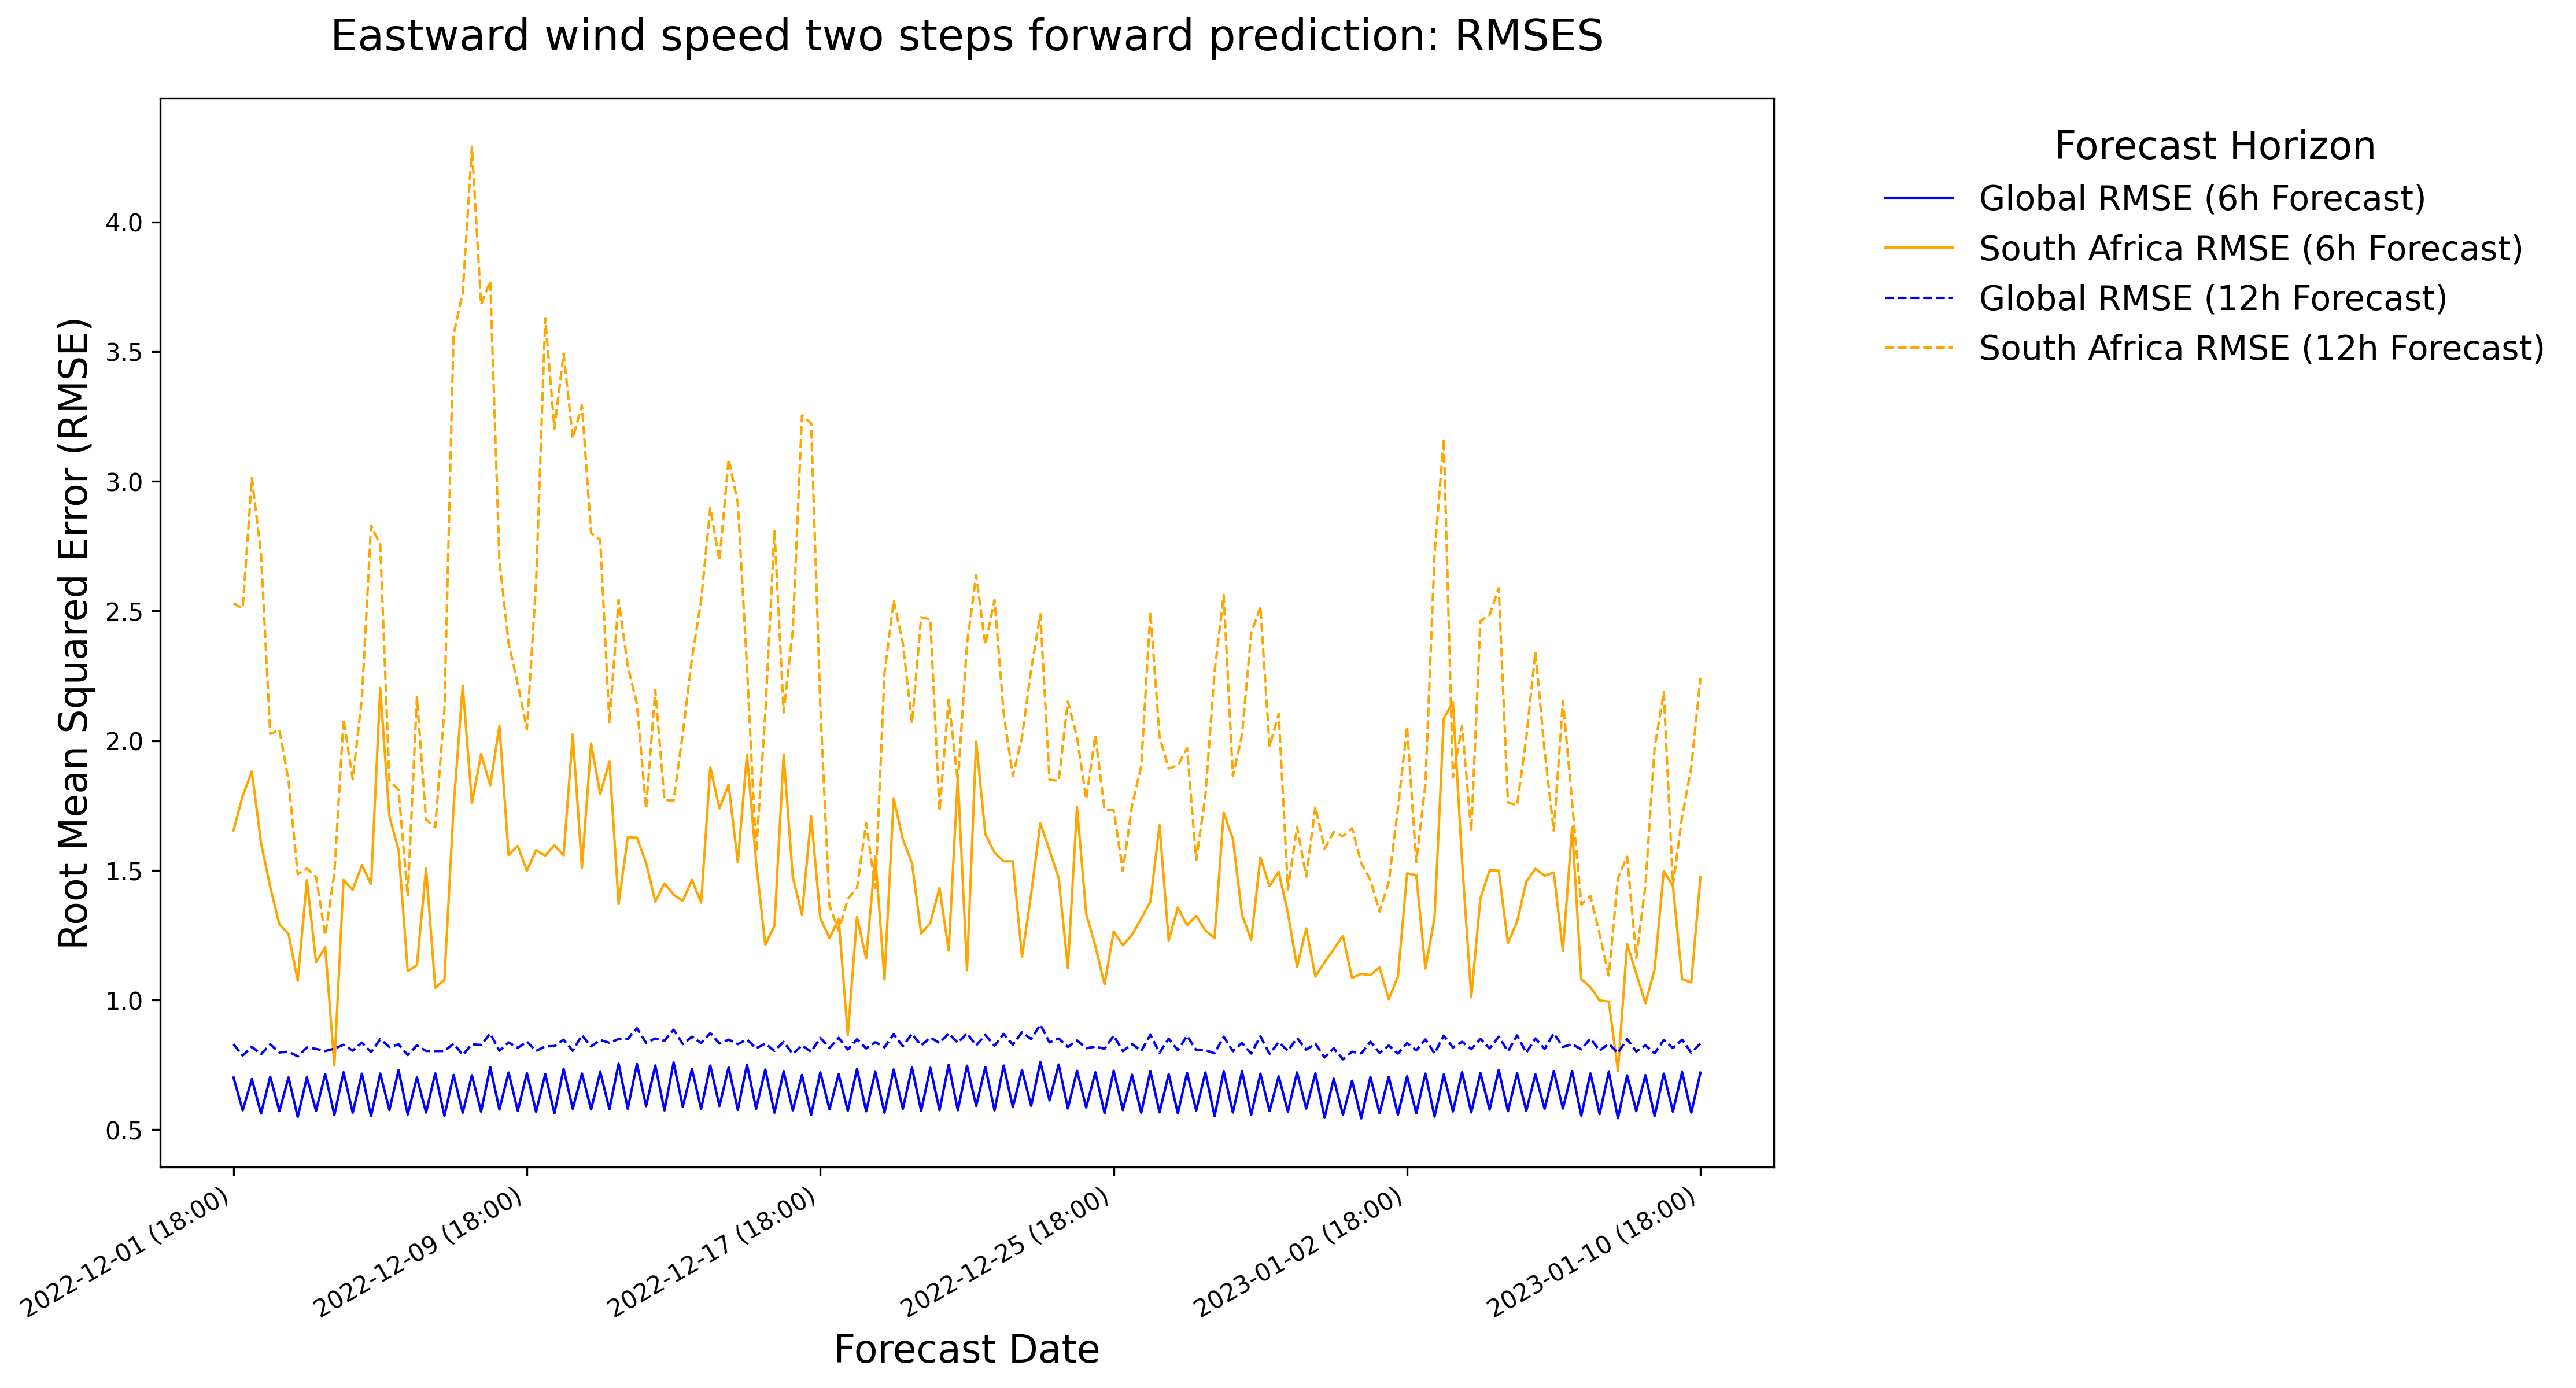 Eastward wind speed two steps forward prediction: RMSES
Forecast Horizon
Global RMSE (6h Forecast)
South Africa RMSE (6h Forecast)
Global RMSE (12h Forecast)
South Africa RMSE (12h Forecast)
Root Mean Squared Error (RMSE)
4.0
3.5
3.0
2.5
2.0
1.5
1.0
0.5
2022-12-01 (18:00)
2022-12-09 (18:00)
2022-12-17 (18:00)
2022-12-25 (18:00)
2023-01-02 (18:00)
2023-01-10 (18:00)
Forecast Date